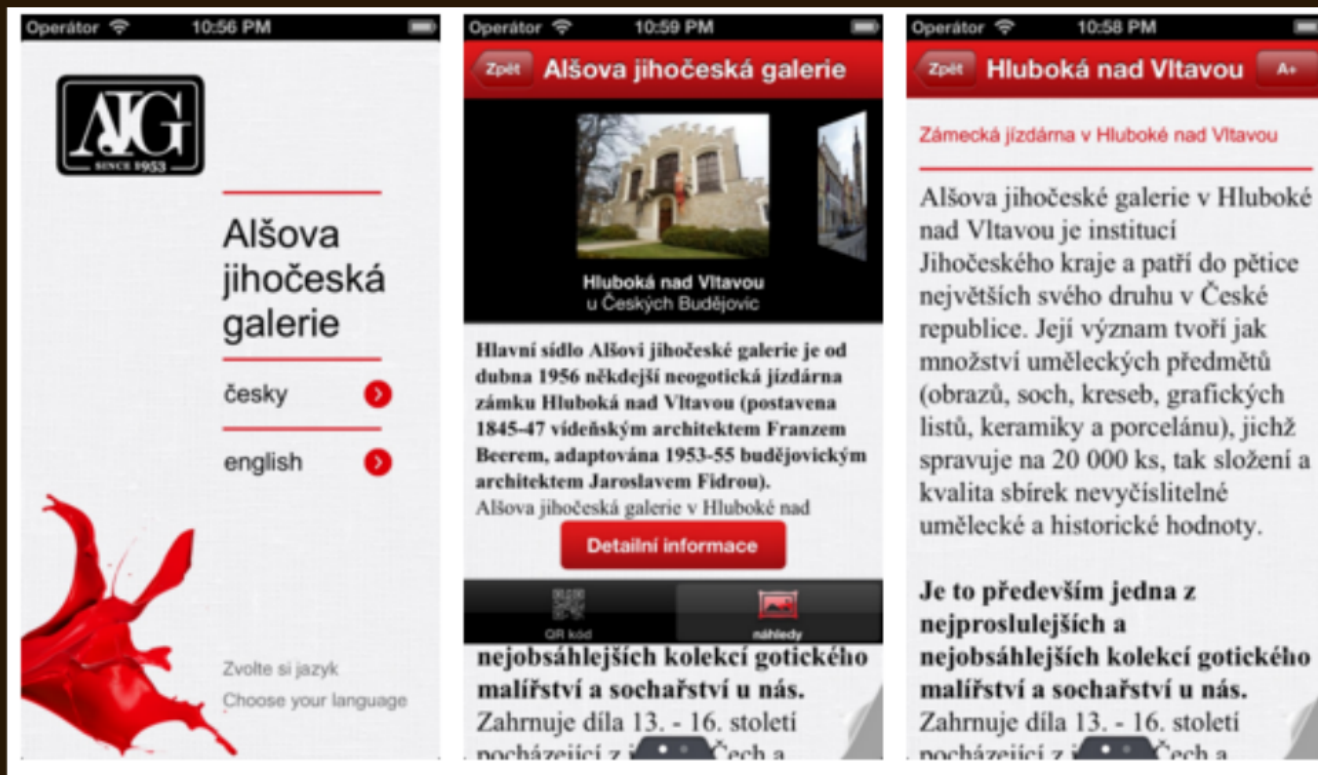 Operátor 10:56 PM
AJG
SINCE 1953
Alšova
jihočeská
galerie
česky
english
Zvolte si jazyk
Choose your language
Operátor 10:59 PM
Zpět Alšova jihočeská galerie
Hluboká nad Vltavou
u Českých Budějovic
Hlavní sídlo Alšovi jihočeské galerie je od
dubna 1956 někdejší neogotická jízdárna
zámku Hluboká nad Vltavou (postavena
1845-47 vídeňským architektem Franzem
Beerem, adaptována 1953-55 budějovickým
architektem Jaroslavem Fidrou).
Alšova jihočeská galerie v Hluboké nad
Detailní informace
QR kód náhledy
nejobsáhlejších kolekcí gotického
malířství a sochařství u nás.
Zahrnuje díla 13. - 16. století
pocházející z Čech a
Operátor 10:58 PM
Zpět Hluboká nad Vltavou A+
Zámecká jízdárna v Hluboké nad Vltavou
Alšova jihočeské galerie v Hluboké
nad Vltavou je institucí
Jihočeského kraje a patří do pětice
největších svého druhu v České
republice. Její význam tvoří jak
množství uměleckých předmětů
(obrazů, soch, kreseb, grafických
listů, keramiky a porcelánu), jichž
spravuje na 20 000 ks, tak složení a
kvalita sbírek nevyčíslitelné
umělecké a historické hodnoty.
Je to především jedna z
nejproslulejších a
nejobsáhlejších kolekcí gotického
malířství a sochařství u nás.
Zahrnuje díla 13. - 16. století
pocházející z Čech a